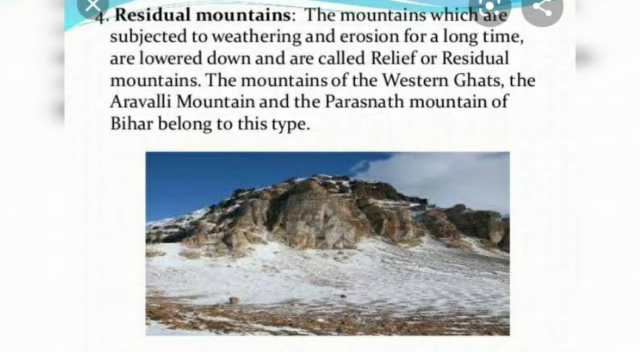 4. Residual mountains: The mountains which are
subjected to weathering and erosion for a long time,
are lowered down and are called Relief or Residual
mountains. The mountains of the Western Ghats, the
Aravalli Mountain and the Parasnath mountain of
Bihar belong to this type.